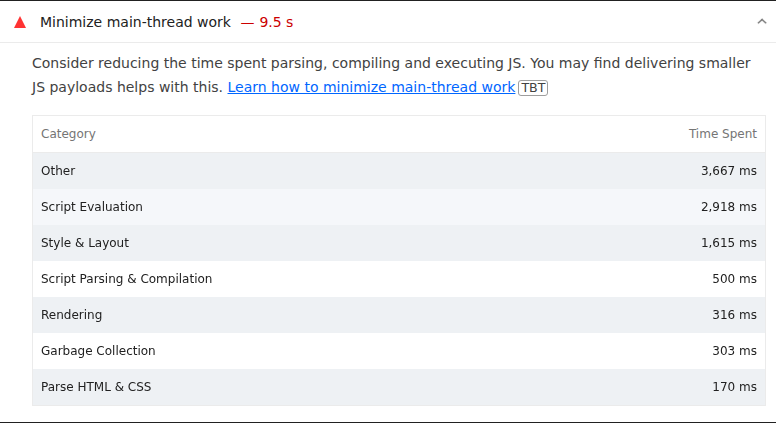 Minimize main-thread work — 9.5 s
Consider reducing the time spent parsing, compiling and executing JS. You may find delivering smaller
JS payloads helps with this. Learn how to minimize main-thread work TBT
Category Time Spent
Other 3,667 ms
Script Evaluation 2,918 ms
Style & Layout 1,615 ms
Script Parsing & Compilation 500 ms
Rendering 316 ms
Garbage Collection 303 ms
Parse HTML & CSS 170 ms